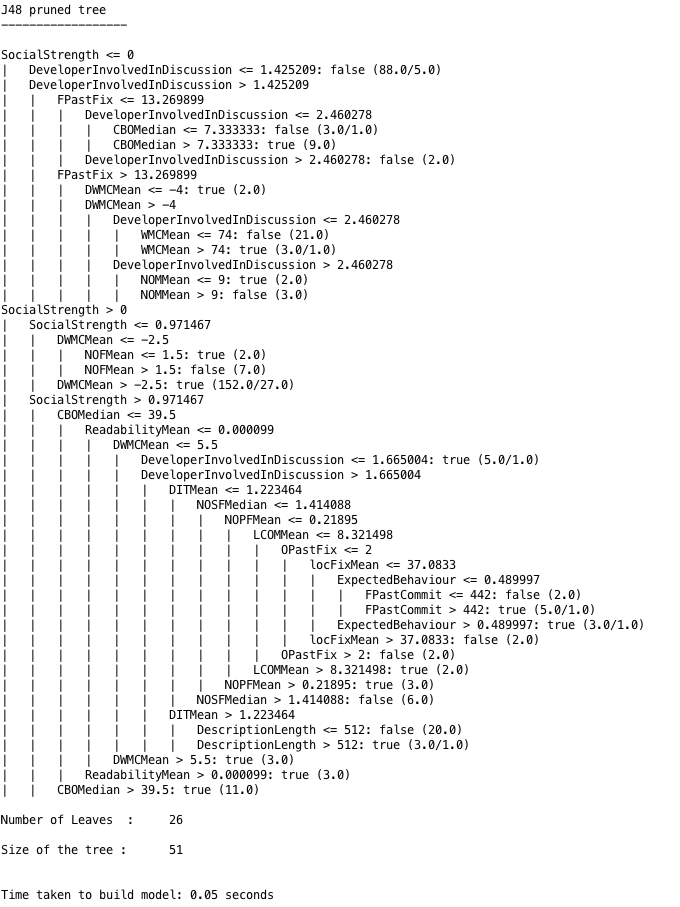 J48 pruned tree
------------------
SocialStrength <= 0
|   DeveloperInvolvedInDiscussion <= 1.425209: false (88.0/5.0)
|   DeveloperInvolvedInDiscussion > 1.425209
|   |   FPastFix <= 13.269899
|   |   |   DeveloperInvolvedInDiscussion <= 2.460278
|   |   |   |   CBOMedian <= 7.333333: false (3.0/1.0)
|   |   |   |   CBOMedian > 7.333333: true (9.0)
|   |   |   DeveloperInvolvedInDiscussion > 2.460278: false (2.0)
|   |   FPastFix > 13.269899
|   |   |   DWMCMean <= -4: true (2.0)
|   |   |   DWMCMean > -4
|   |   |   |   DeveloperInvolvedInDiscussion <= 2.460278
|   |   |   |   |   WMCMean <= 74: false (21.0)
|   |   |   |   |   WMCMean > 74: true (3.0/1.0)
|   |   |   |   DeveloperInvolvedInDiscussion > 2.460278
|   |   |   |   |   NOMMean <= 9: true (2.0)
|   |   |   |   |   NOMMean > 9: false (3.0)
SocialStrength > 0
|   SocialStrength <= 0.971467
|   |   DWMCMean <= -2.5
|   |   |   NOFMean <= 1.5: true (2.0)
|   |   |   NOFMean > 1.5: false (7.0)
|   |   DWMCMean > -2.5: true (152.0/27.0)
|   SocialStrength > 0.971467
|   |   CBOMedian <= 39.5
|   |   |   ReadabilityMean <= 0.000099
|   |   |   |   DWMCMean <= 5.5
|   |   |   |   |   DeveloperInvolvedInDiscussion <= 1.665004: true (5.0/1.0)
|   |   |   |   |   DeveloperInvolvedInDiscussion > 1.665004
|   |   |   |   |   |   DITMean <= 1.223464
|   |   |   |   |   |   |   NOSFMedian <= 1.414088
|   |   |   |   |   |   |   |   NOPFMean <= 0.21895
|   |   |   |   |   |   |   |   |   LCOMMean <= 8.321498
|   |   |   |   |   |   |   |   |   |   OPastFix <= 2
|   |   |   |   |   |   |   |   |   |   |   locFixMean <= 37.0833
|   |   |   |   |   |   |   |   |   |   |   |   ExpectedBehaviour <= 0.489997
|   |   |   |   |   |   |   |   |   |   |   |   |   FPastCommit <= 442: false (2.0)
|   |   |   |   |   |   |   |   |   |   |   |   |   FPastCommit > 442: true (5.0/1.0)
|   |   |   |   |   |   |   |   |   |   |   |   ExpectedBehaviour > 0.489997: true (3.0/1.0)
|   |   |   |   |   |   |   |   |   |   |   locFixMean > 37.0833: false (2.0)
|   |   |   |   |   |   |   |   |   |   OPastFix > 2: false (2.0)
|   |   |   |   |   |   |   |   |   LCOMMean > 8.321498: true (2.0)
|   |   |   |   |   |   |   |   NOPFMean > 0.21895: true (3.0)
|   |   |   |   |   |   |   NOSFMedian > 1.414088: false (6.0)
|   |   |   |   |   |   DITMean > 1.223464
|   |   |   |   |   |   |   DescriptionLength <= 512: false (20.0)
|   |   |   |   |   |   |   DescriptionLength > 512: true (3.0/1.0)
|   |   |   |   DWMCMean > 5.5: true (3.0)
|   |   |   ReadabilityMean > 0.000099: true (3.0)
|   |   CBOMedian > 39.5: true (11.0)
Number of Leaves  :     26
Size of the tree :      51
Time taken to build model: 0.05 seconds